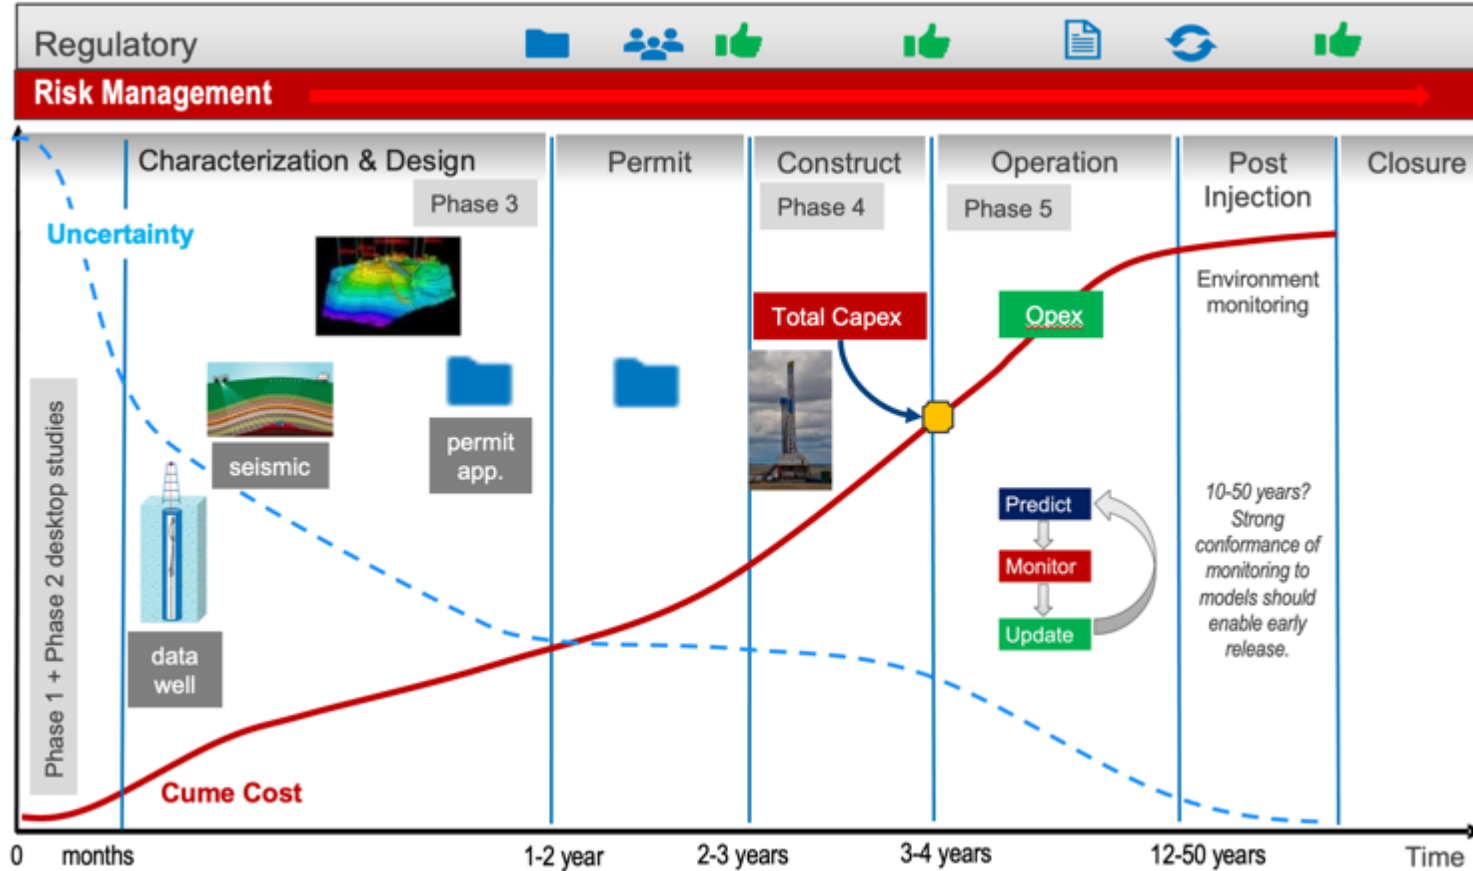 Regulatory
Risk Management
Characterization & Design
Permit
Construct
Operation
Post
Injection
Closure
Phase 3
Phase 4
Phase 5
Uncertainty
Phase 1 + Phase 2 desktop studies
seismic
data
well
permit
app.
Total Capex
Opex
Predict
Monitor
Update
Environment
monitoring
10-50 years?
Strong
conformance of
monitoring to
models should
enable early
release.
Cume Cost
0
months
1-2 year
2-3 years
3-4 years
12-50 years
Time